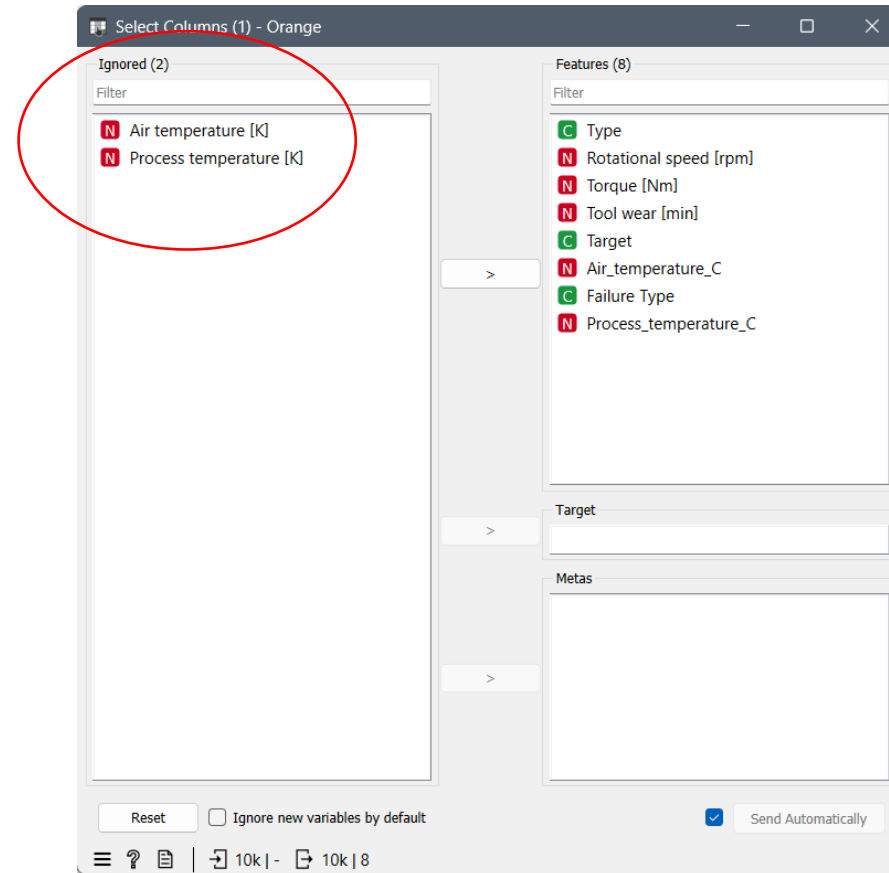 Select Columns (1) - Orange
Ignored (2)
Filter
N Air temperature [K]
N Process temperature [K]
>
>
>
Features (8)
Filter
C Type
N Rotational speed [rpm]
N Torque [Nm]
N Tool wear [min]
C Target
N Air_temperature_C
C Failure Type
N Process_temperature_C
Target
Metas
Reset
Ignore new variables by default
Send Automatically
? 10k | - 10k | 8